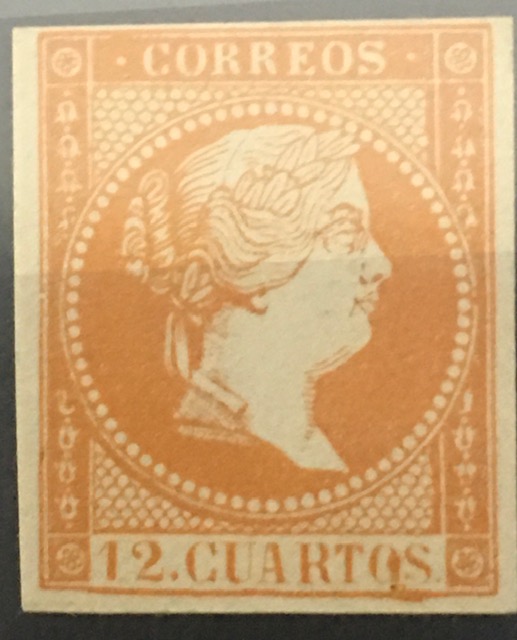 · CORREOS ·
12. CUARTOS.